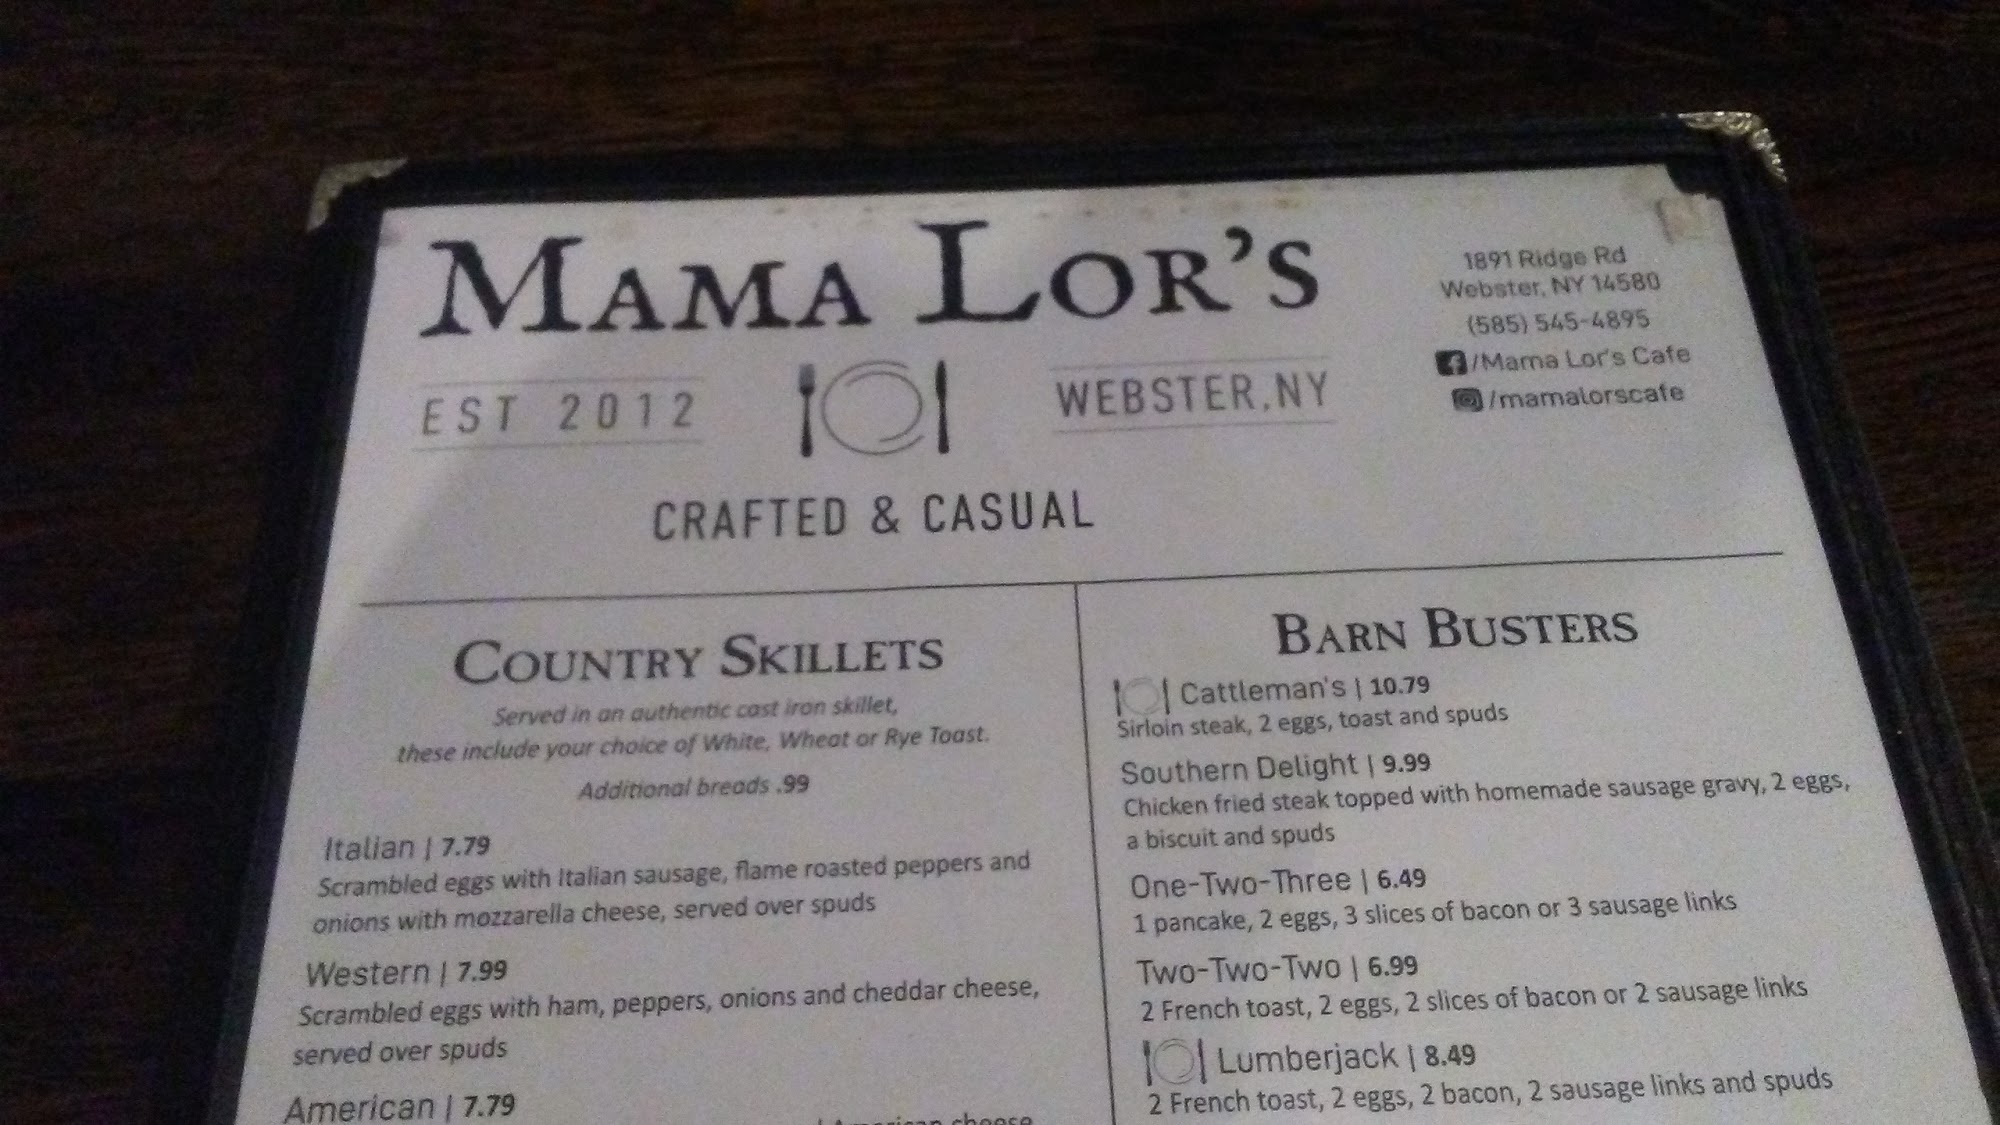 MAMA LOR'S
EST 2012
WEBSTER, NY
CRAFTED & CASUAL
1891 Ridge Rd
Webster, NY 14580
(585) 545-4895
/Mama Lor's Cafe
/mamalorscafe
COUNTRY SKILLETS
Served in an authentic cast iron skillet,
these include your choice of White, Wheat or Rye Toast.
Additional breads .99
Italian | 7.79
Scrambled eggs with Italian sausage, flame roasted peppers and
onions with mozzarella cheese, served over spuds
Western | 7.99
Scrambled eggs with ham, peppers, onions and cheddar cheese,
served over spuds
American | 7.79
American cheese
BARN BUSTERS
Cattleman's | 10.79
Sirloin steak, 2 eggs, toast and spuds
Southern Delight | 9.99
Chicken fried steak topped with homemade sausage gravy, 2 eggs,
a biscuit and spuds
One-Two-Three | 6.49
1 pancake, 2 eggs, 3 slices of bacon or 3 sausage links
Two-Two-Two | 6.99
2 French toast, 2 eggs, 2 slices of bacon or 2 sausage links
Lumberjack | 8.49
2 French toast, 2 eggs, 2 bacon, 2 sausage links and spuds